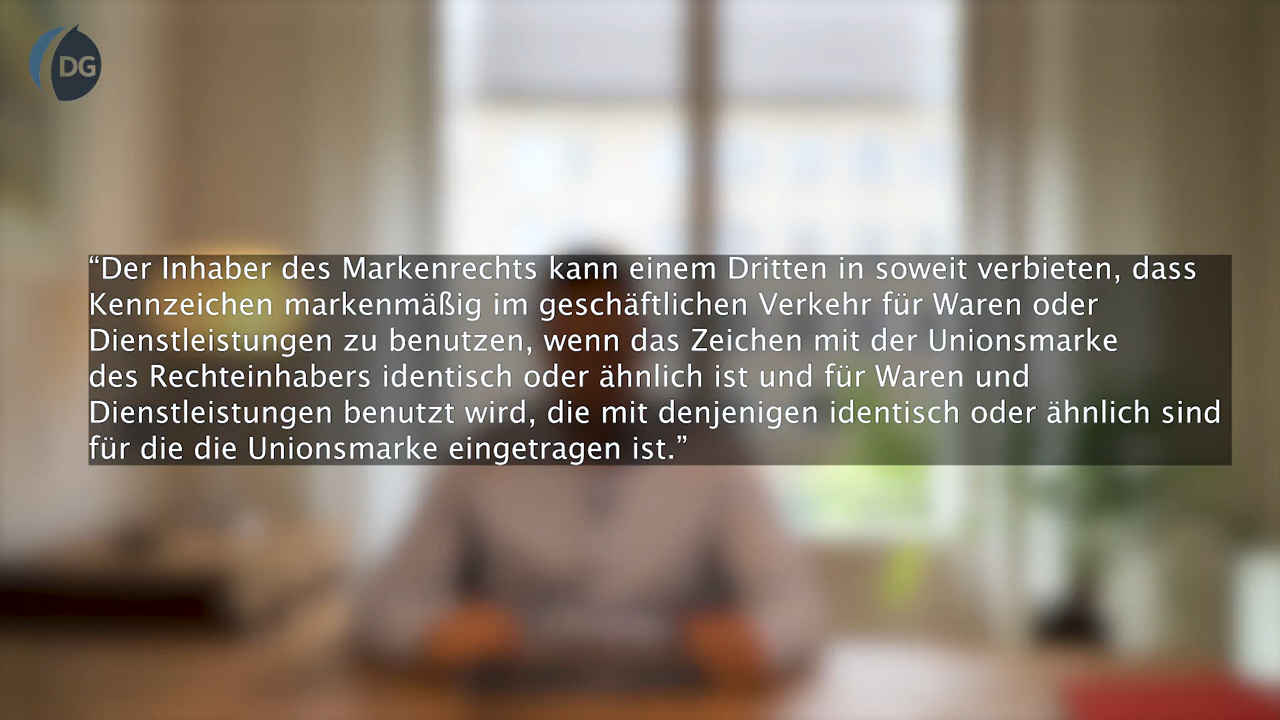 DG
“Der Inhaber des Markenrechts kann einem Dritten in soweit verbieten, dass
Kennzeichen markenmäßig im geschäftlichen Verkehr für Waren oder
Dienstleistungen zu benutzen, wenn das Zeichen mit der Unionsmarke
des Rechteinhabers identisch oder ähnlich ist und für Waren und
Dienstleistungen benutzt wird, die mit denjenigen identisch oder ähnlich sind
für die die Unionsmarke eingetragen ist.”